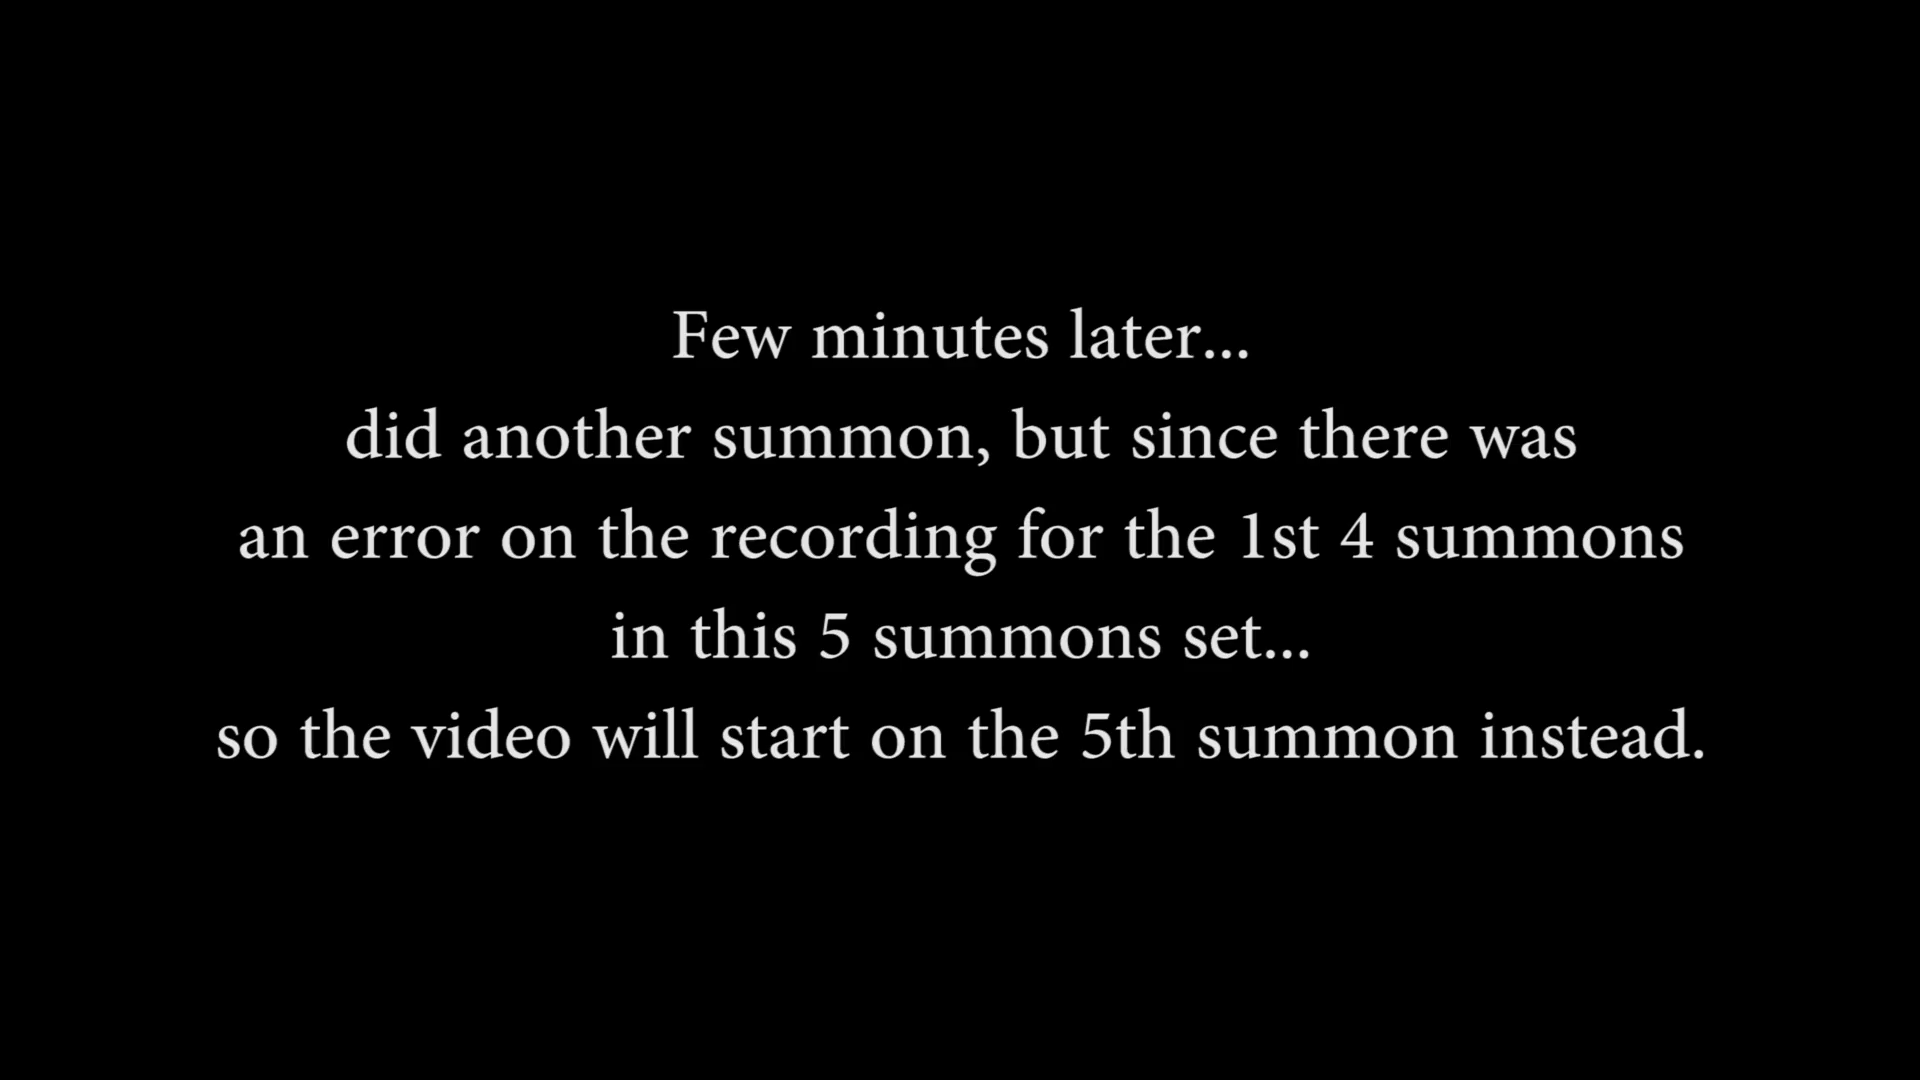 Few minutes later...
did another summon, but since there was
an error on the recording for the 1st 4 summons
in this 5 summons set...
so the video will start on the 5th summon instead.